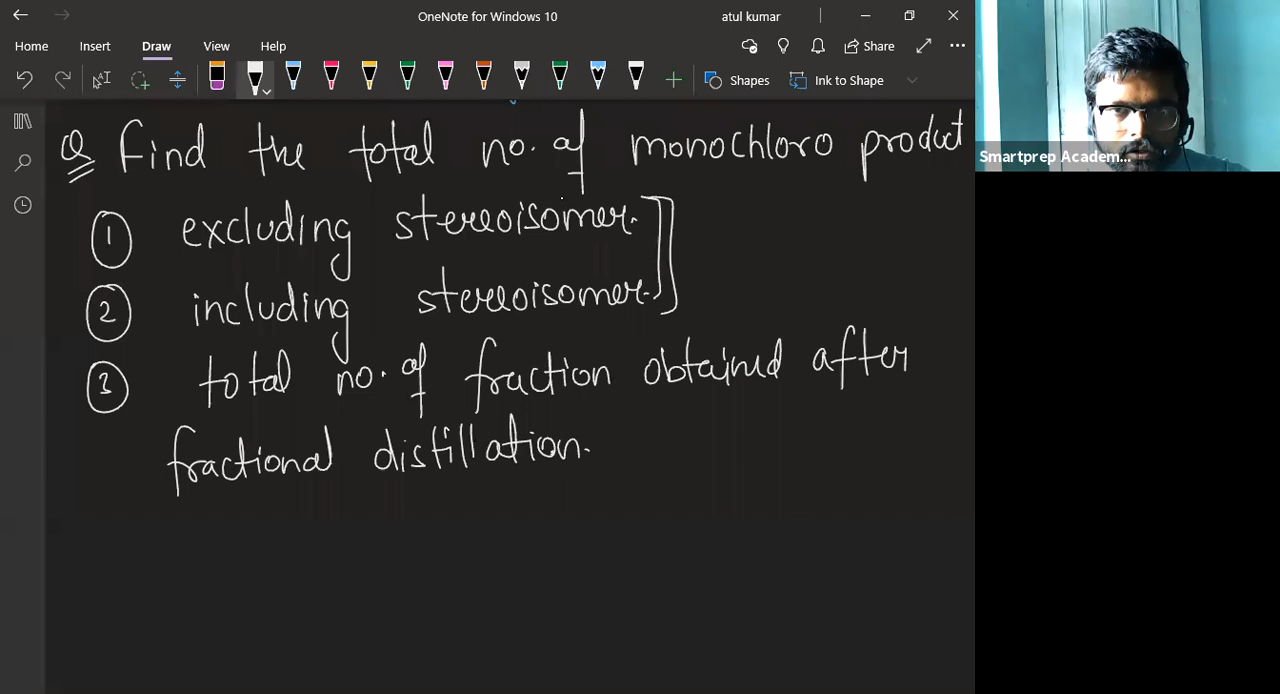 OneNote for Windows 10
atul kumar
Home Insert Draw View Help
Share
Shapes
Ink to Shape
Q Find the total no. of monochloro product
① excluding stereoisomer.
② including stereoisomer.
③ total no. of fraction obtained after
fractional distillation.
Smartprep Academ...